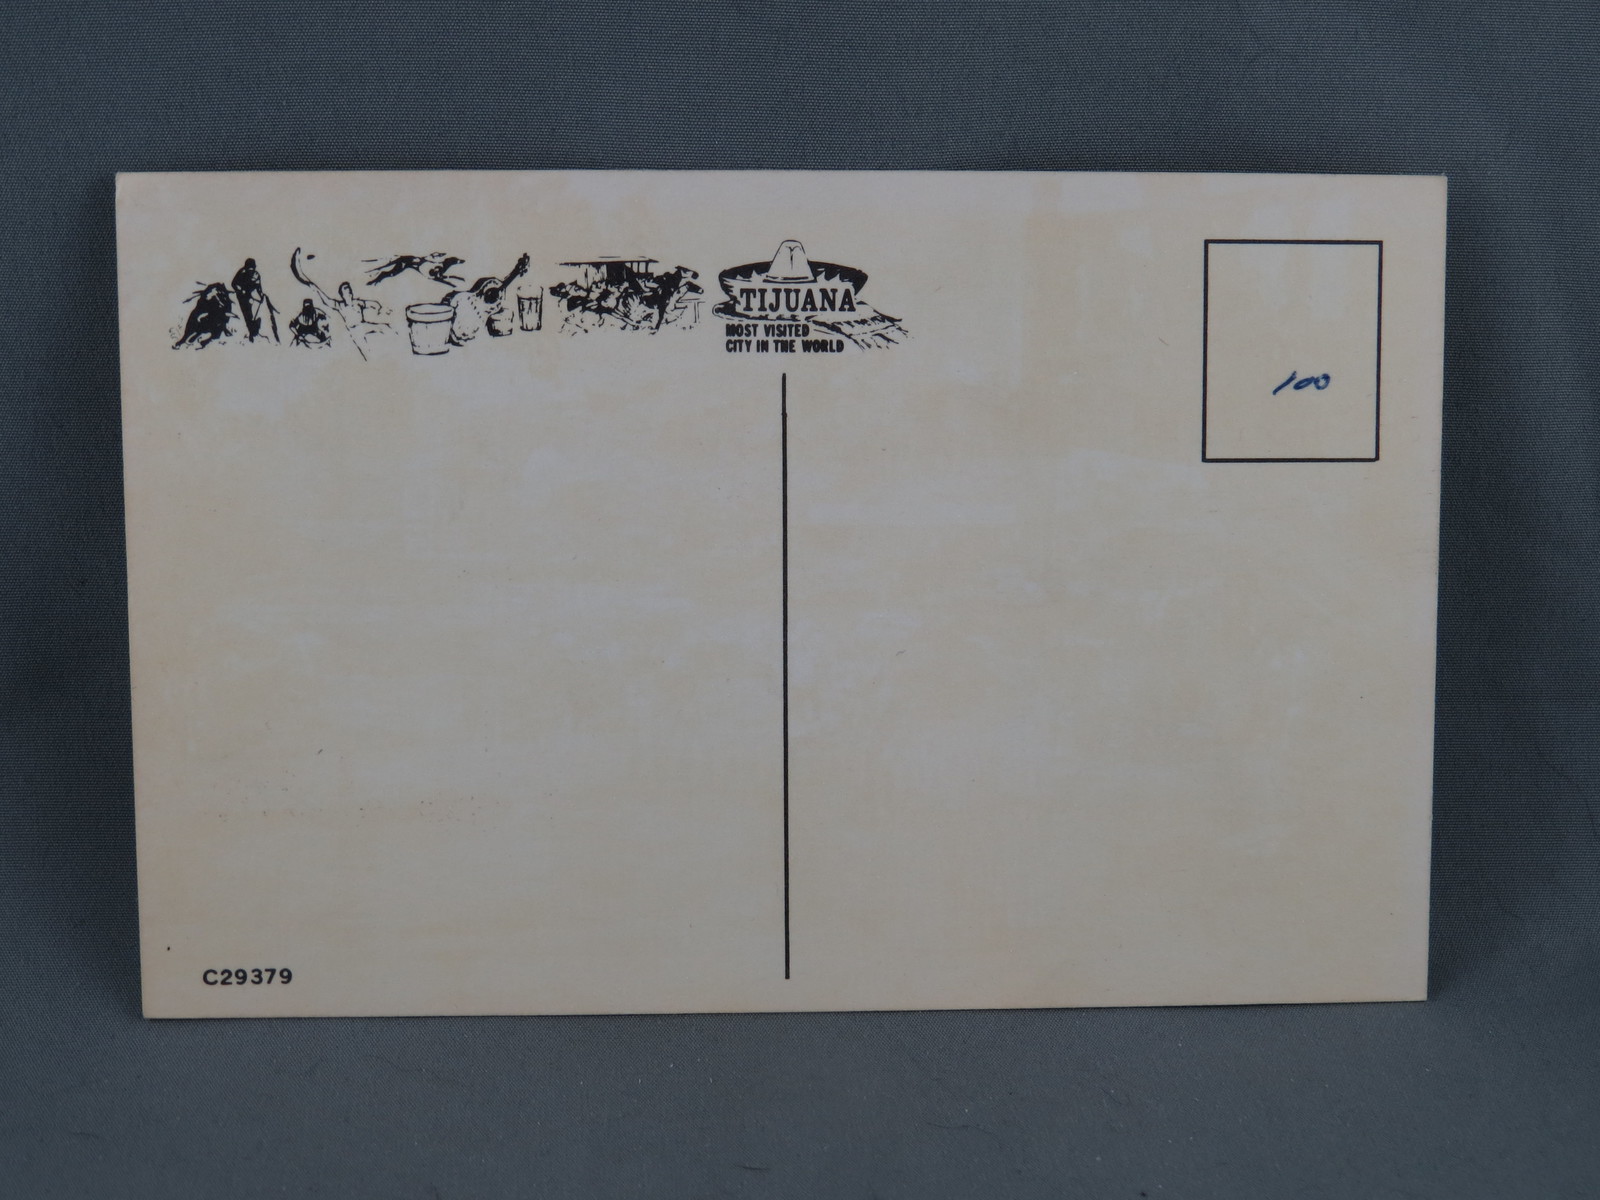 TIJUANA
MOST VISITED
CITY IN THE WORLD
100
C29379